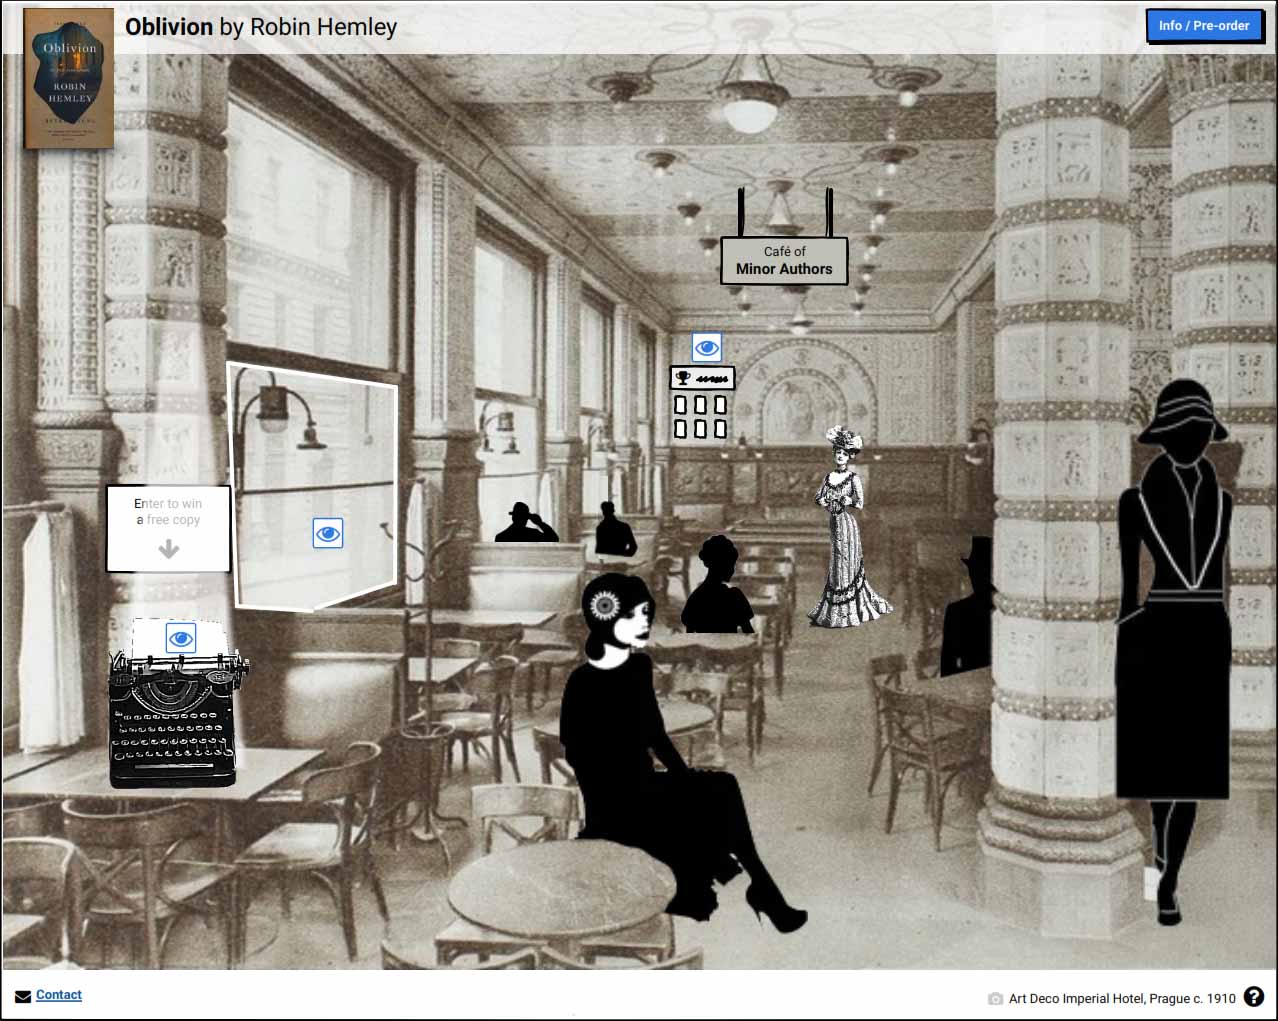 Oblivion by Robin Hemley
Info / Pre-order
Oblivion
ROBIN
HEMLEY
Café of
Minor Authors
Enter to win
a free copy
Contact
Art Deco Imperial Hotel, Prague c. 1910